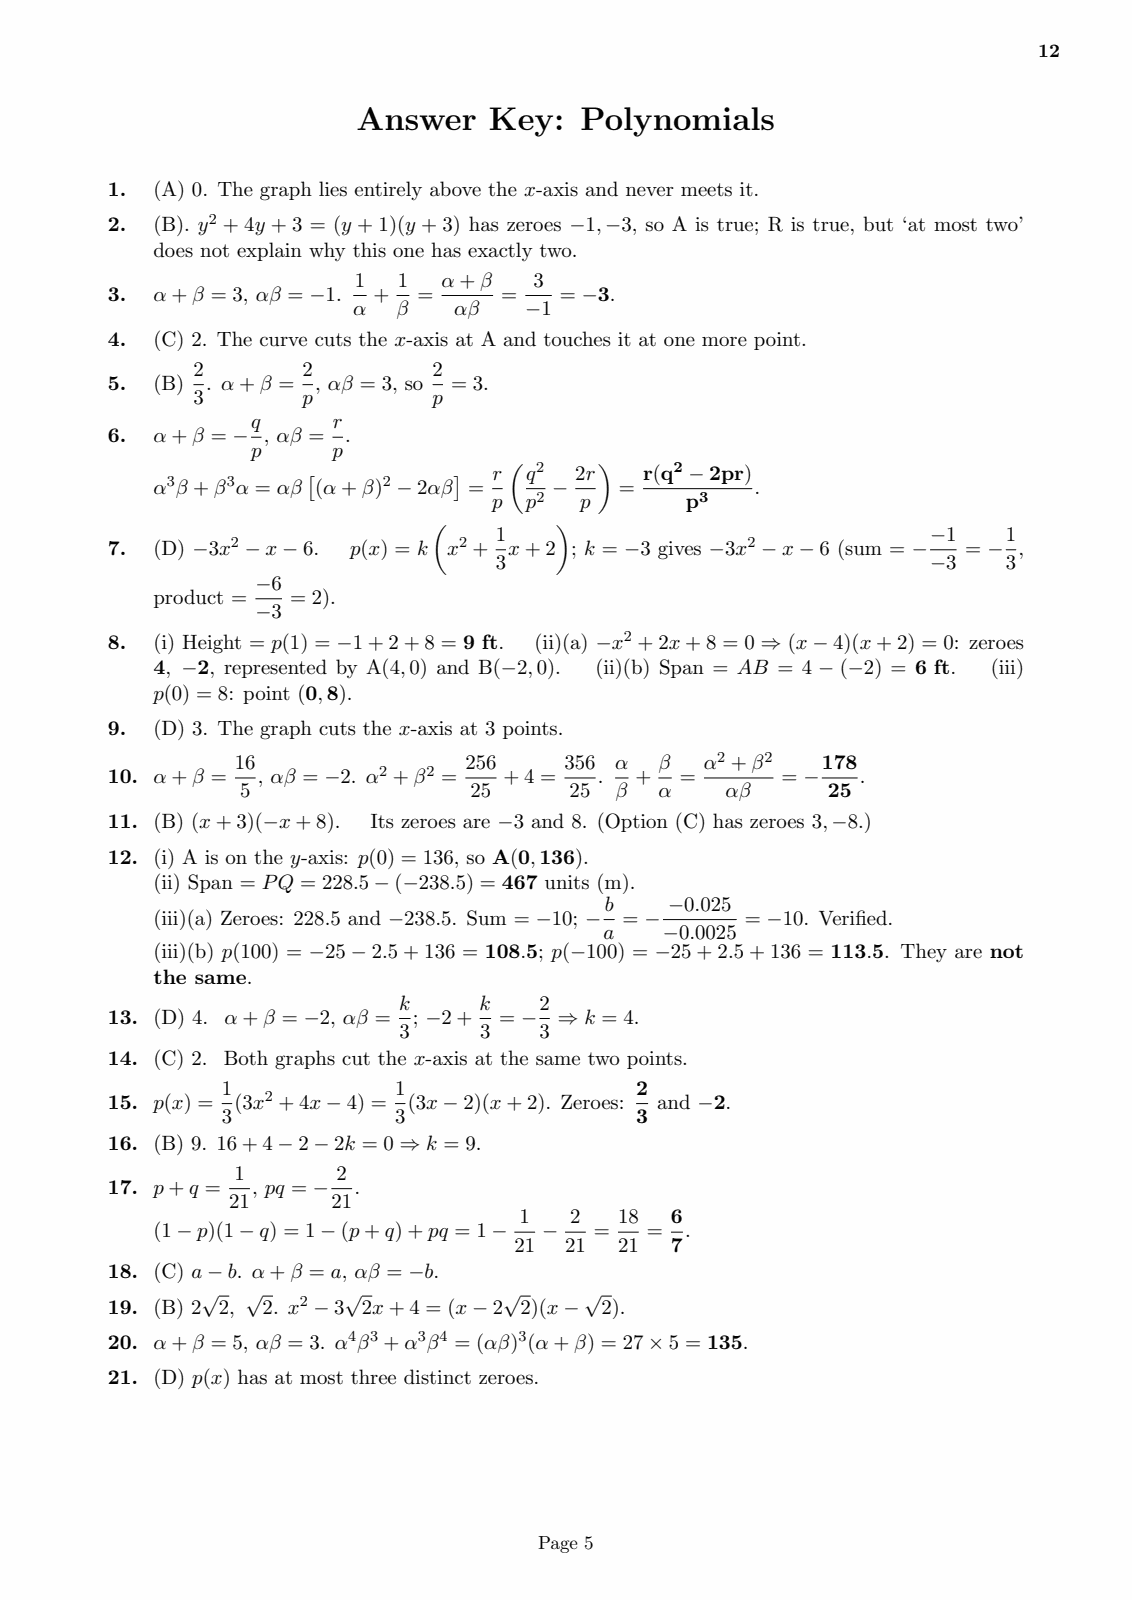 12
Answer Key: Polynomials
1. (A) 0. The graph lies entirely above the x-axis and never meets it.
2. (B). y² + 4y + 3 = (y + 1)(y + 3) has zeroes −1, −3, so A is true; R is true, but ‘at most two’
does not explain why this one has exactly two.
3. α + β = 3, αβ = −1. 1/α + 1/β = (α + β)/(αβ) = 3/−1 = −3.
4. (C) 2. The curve cuts the x-axis at A and touches it at one more point.
5. (B) 2/3. α + β = 2/p, αβ = 3, so 2/p = 3.
6. α + β = −q/p, αβ = r/p.
α³β + β³α = αβ [(α + β)² − 2αβ] = r/p (q²/p² − 2r/p) = r(q² − 2pr)/p³.
7. (D) −3x² − x − 6. p(x) = k (x² + 1/3 x + 2); k = −3 gives −3x² − x − 6 (sum = − −1/−3 = −1/3,
product = −6/−3 = 2).
8. (i) Height = p(1) = −1 + 2 + 8 = 9 ft. (ii)(a) −x² + 2x + 8 = 0 ⇒ (x − 4)(x + 2) = 0: zeroes
4, −2, represented by A(4, 0) and B(−2, 0). (ii)(b) Span = AB = 4 − (−2) = 6 ft. (iii)
p(0) = 8: point (0, 8).
9. (D) 3. The graph cuts the x-axis at 3 points.
10. α + β = 16/5, αβ = −2. α² + β² = 256/25 + 4 = 356/25. α/β + β/α = (α² + β²)/(αβ) = −178/25.
11. (B) (x + 3)(−x + 8). Its zeroes are −3 and 8. (Option (C) has zeroes 3, −8.)
12. (i) A is on the y-axis: p(0) = 136, so A(0, 136).
(ii) Span = PQ = 228.5 − (−238.5) = 467 units (m).
(iii)(a) Zeroes: 228.5 and −238.5. Sum = −10; −b/a = − −0.025/−0.0025 = −10. Verified.
(iii)(b) p(100) = −25 − 2.5 + 136 = 108.5; p(−100) = −25 + 2.5 + 136 = 113.5. They are not
the same.
13. (D) 4. α + β = −2, αβ = k/3; −2 + k/3 = −2/3 ⇒ k = 4.
14. (C) 2. Both graphs cut the x-axis at the same two points.
15. p(x) = 1/3(3x² + 4x − 4) = 1/3(3x − 2)(x + 2). Zeroes: 2/3 and −2.
16. (B) 9. 16 + 4 − 2 − 2k = 0 ⇒ k = 9.
17. p + q = 1/21, pq = −2/21.
(1 − p)(1 − q) = 1 − (p + q) + pq = 1 − 1/21 − 2/21 = 18/21 = 6/7.
18. (C) a − b. α + β = a, αβ = −b.
19. (B) 2√2, √2. x² − 3√2x + 4 = (x − 2√2)(x − √2).
20. α + β = 5, αβ = 3. α⁴β³ + α³β⁴ = (αβ)³(α + β) = 27 × 5 = 135.
21. (D) p(x) has at most three distinct zeroes.
Page 5